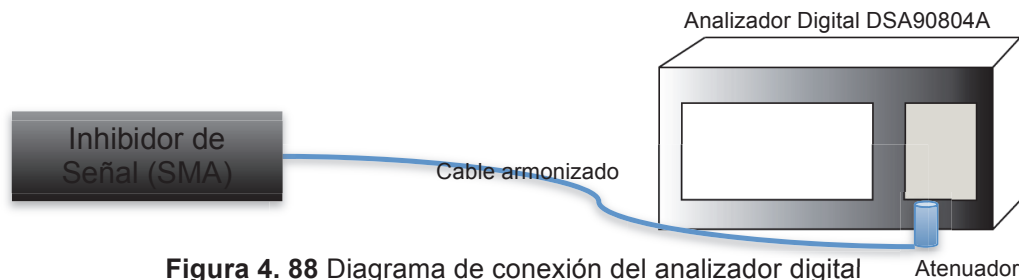 Analizador Digital DSA90804A
Inhibidor de
Señal (SMA)
Cable armonizado
Figura 4. 88 Diagrama de conexión del analizador digital
Atenuador